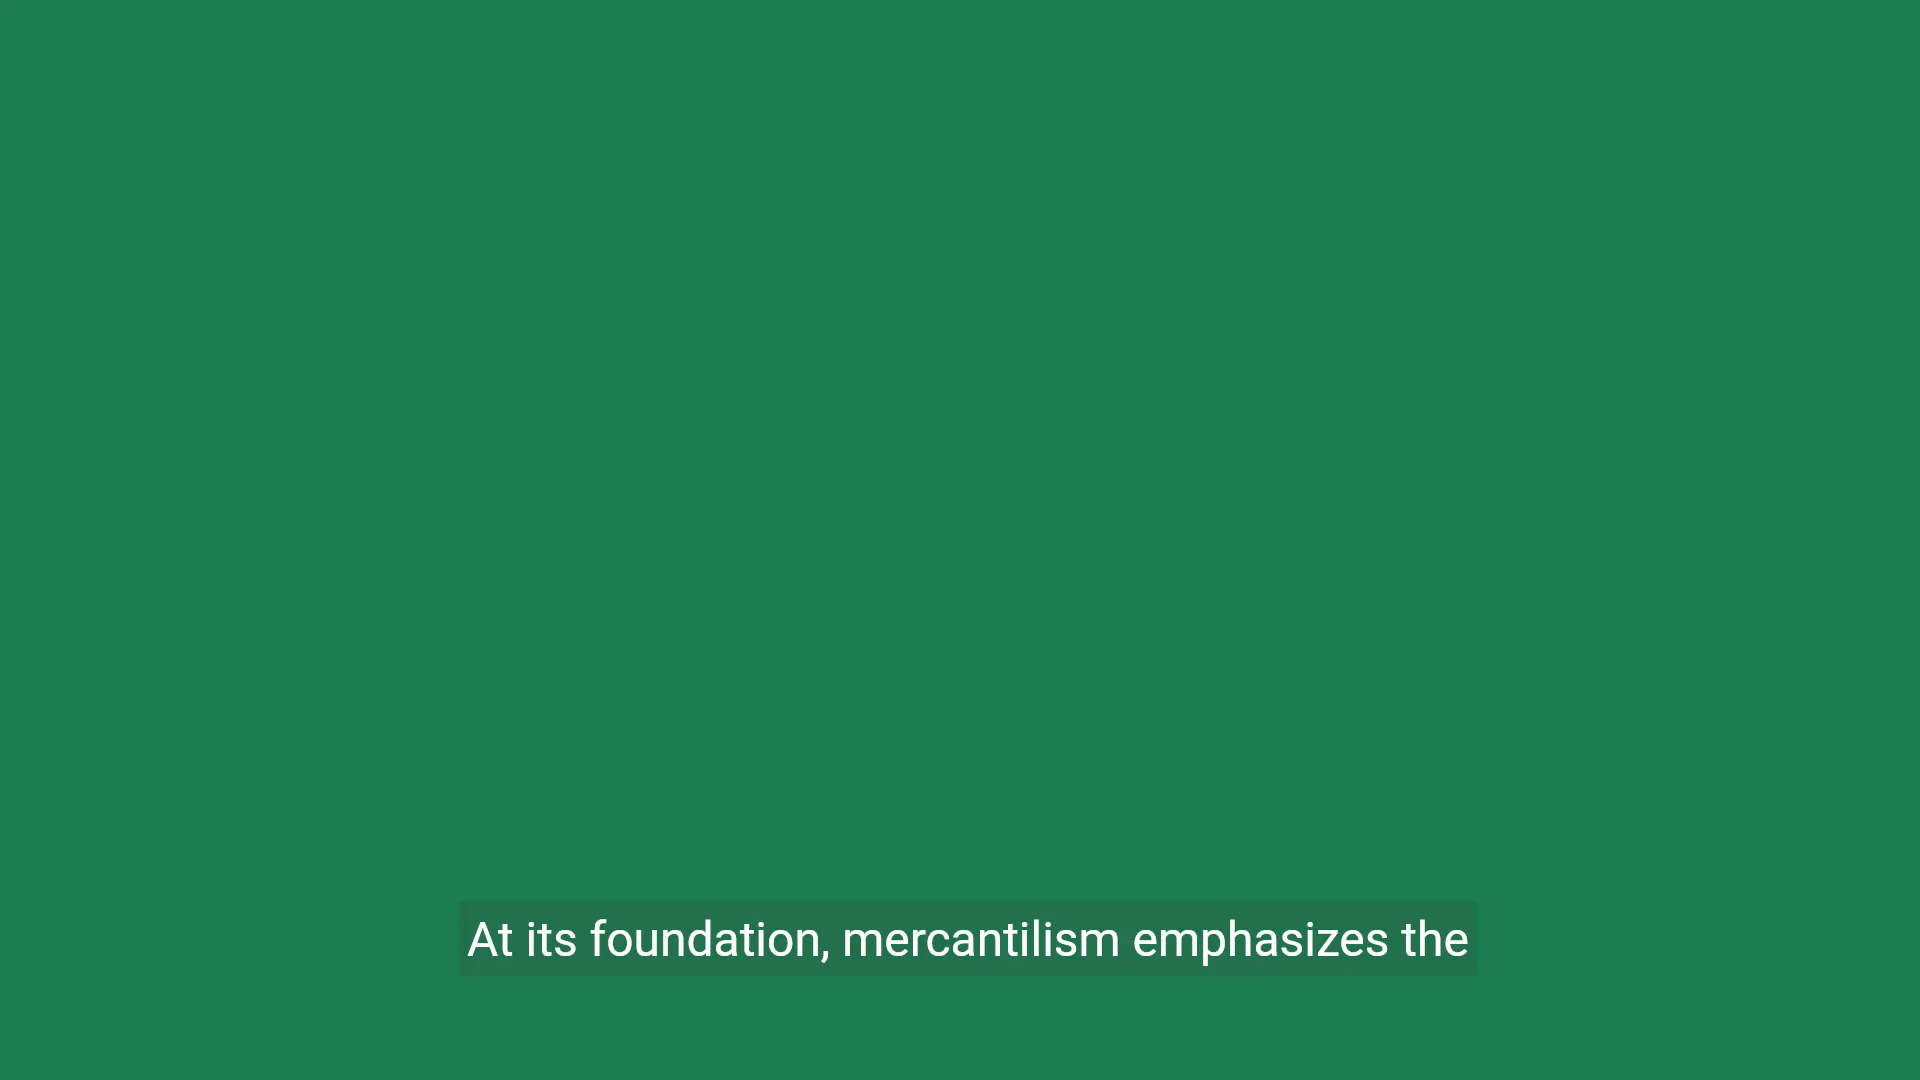 At its foundation, mercantilism emphasizes the